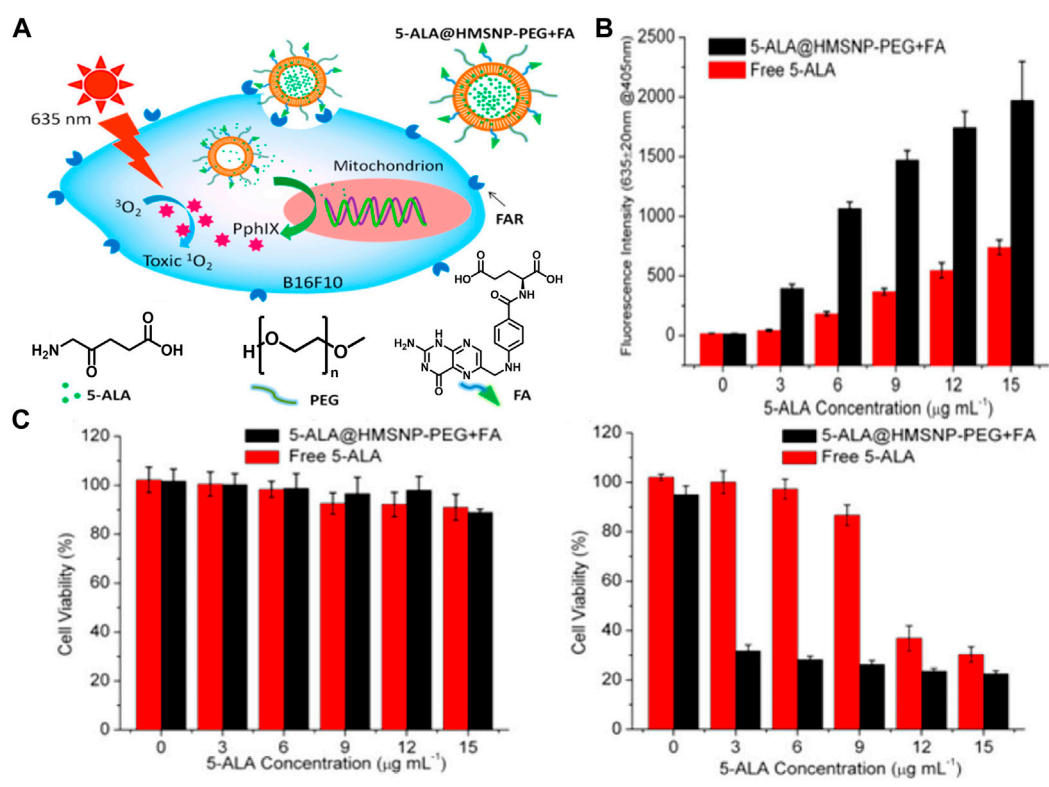 A
5-ALA@HMSNP-PEG+FA
635 nm
Mitochondrion
³O₂
PphIX
FAR
Toxic ¹O₂
B16F10
HO
O
O
OH
O
NH
H₂N
O
O
OH
5-ALA
H
O
O
n
PEG
H₂N
H
N
N
N
N
O
NH
FA
B
5-ALA@HMSNP-PEG+FA
Free 5-ALA
Fluorescence Intensity (635±20nm @405nm)
2500
2000
1500
1000
500
0
0 3 6 9 12 15
5-ALA Concentration (μg mL⁻¹)
C
5-ALA@HMSNP-PEG+FA
Free 5-ALA
Cell Viability (%)
120
100
80
60
40
20
0
0 3 6 9 12 15
5-ALA Concentration (μg mL⁻¹)
5-ALA@HMSNP-PEG+FA
Free 5-ALA
Cell Viability (%)
120
100
80
60
40
20
0
0 3 6 9 12 15
5-ALA Concentration (μg mL⁻¹)